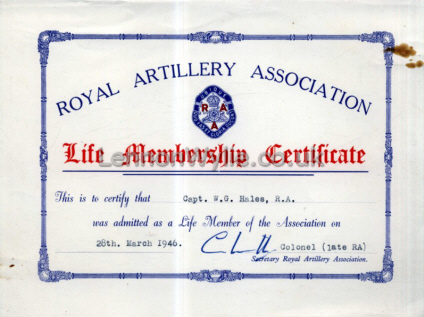 ROYAL ARTILLERY ASSOCIATION
R
A A
Life Membership Certificate
This is to certify that Capt. W.G. Hales, R.A.
was admitted as a Life Member of the Association on
28th. March 1946. Colonel (late RA)
Secretary Royal Artillery Association.